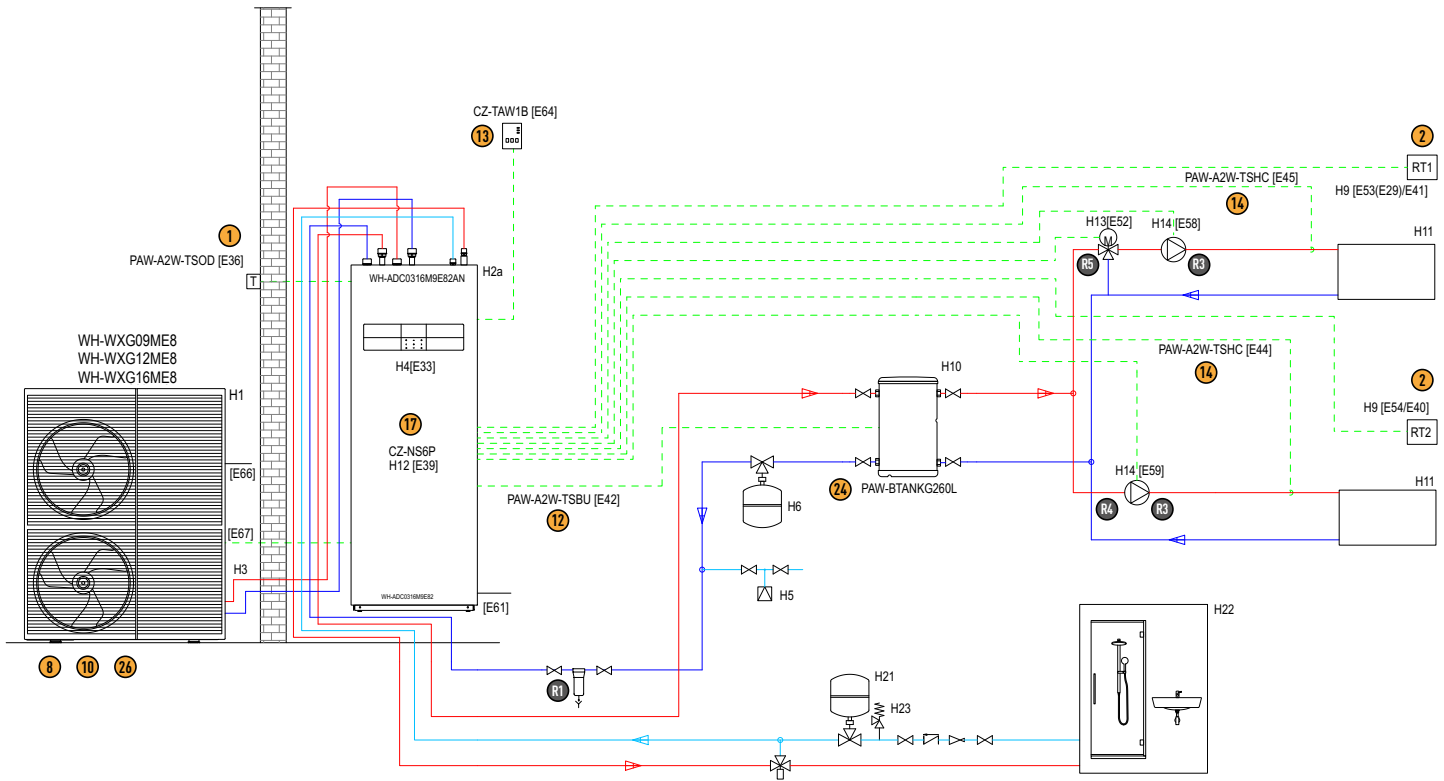 CZ-TAW1B [E64]
13
2
RT1
PAW-A2W-TSHC [E45]
H9 [E53(E29)/E41]
14
H13[E52]
H14 [E58]
H11
M
R5
R3
1
PAW-A2W-TSOD [E36]
T
WH-ADC0316M9E82AN
H2a
H4[E33]
WH-WXG09ME8
WH-WXG12ME8
WH-WXG16ME8
H1
PAW-A2W-TSHC [E44]
14
2
H9 [E54/E40]
RT2
H10
17
CZ-NS6P
H12 [E39]
[E66]
PAW-A2W-TSBU [E42]
12
H6
24
PAW-BTANKG260L
H14 [E59]
R4
R3
H11
[E67]
H3
WH-ADC0316M9E82
[E61]
H5
H22
8
10
26
R1
H21
H23